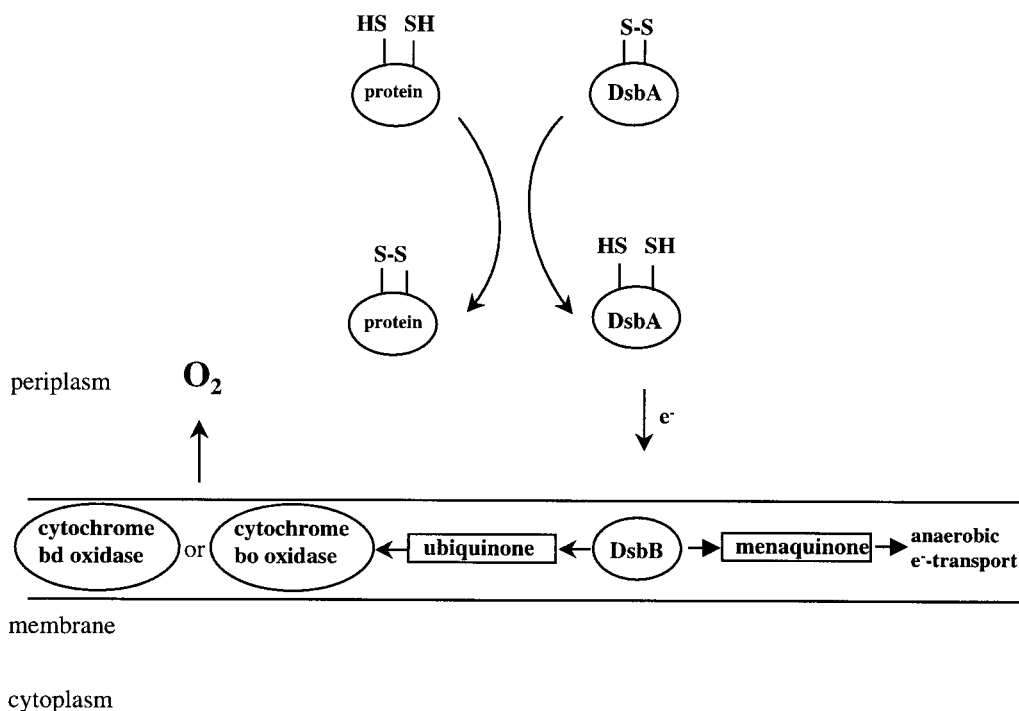 HS SH
S-S
protein
DsbA
S-S
HS SH
protein
DsbA
periplasm
O2
e-
cytochrome
bd oxidase
or
cytochrome
bo oxidase
ubiquinone
DsbB
menaquinone
anaerobic
e--transport
membrane
cytoplasm